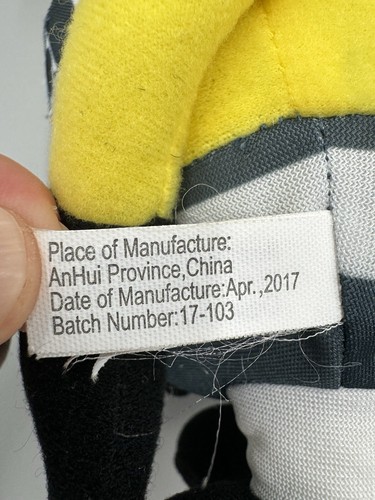 Place of Manufacture:
AnHui Province,China
Date of Manufacture:Apr.,2017
Batch Number:17-103